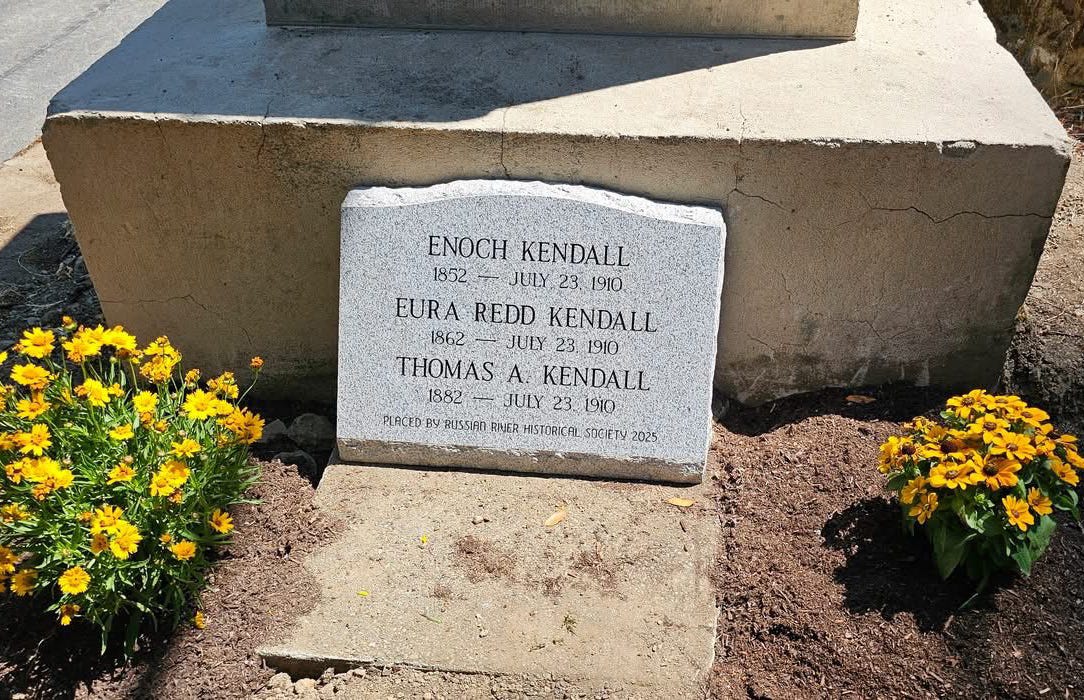 ENOCH KENDALL
1852 — JULY 23, 1910
EURA REDD KENDALL
1862 — JULY 23, 1910
THOMAS A. KENDALL
1882 — JULY 23, 1910
PLACED BY RUSSIAN RIVER HISTORICAL SOCIETY 2025